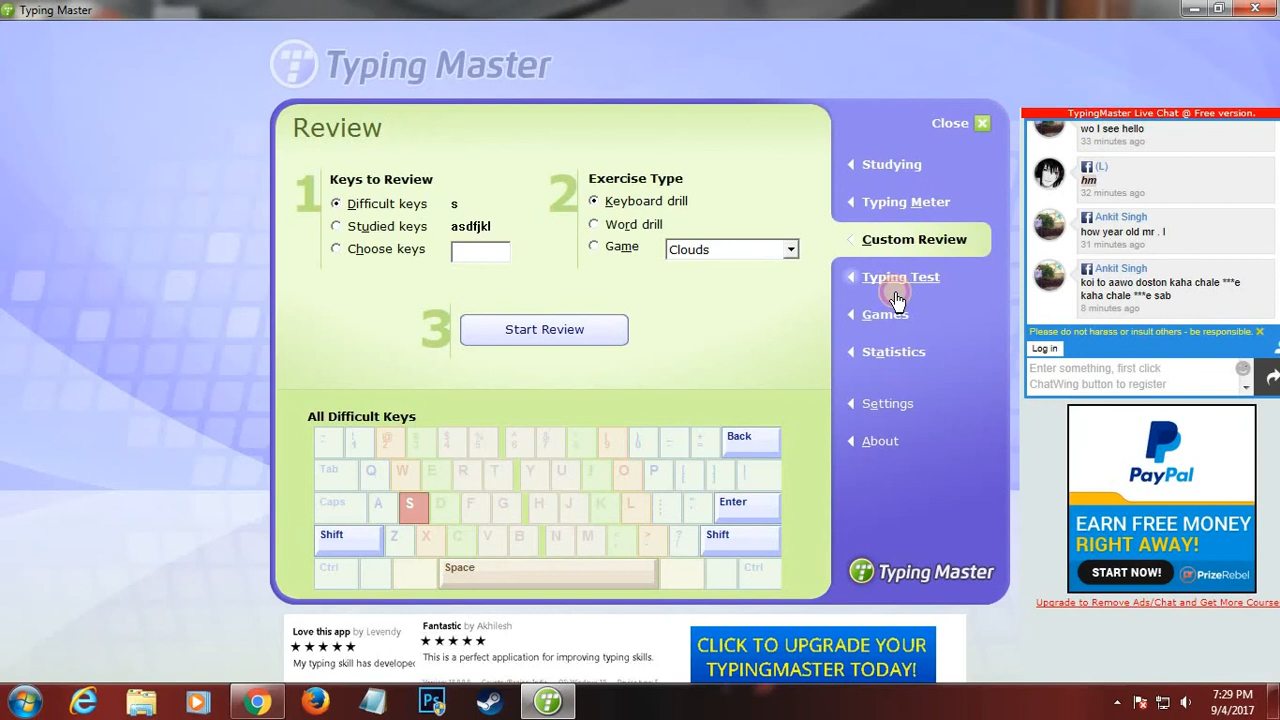 Typing Master
Typing Master
Review
1
Keys to Review
Difficult keys s
Studied keys asdfjkl
Choose keys
2
Exercise Type
Keyboard drill
Word drill
Game
Clouds
3
Start Review
All Difficult Keys
Back
Tab Q W E R T Y U I O P [ ]
Caps A S D F G H J K L Enter
Shift Z X C V B N M Shift
Ctrl Space Ctrl
Close
Studying
Typing Meter
Custom Review
Typing Test
Games
Statistics
Settings
About
Typing Master
TypingMaster Live Chat @ Free version.
wo I see hello
33 minutes ago
(L)
hm
32 minutes ago
Ankit Singh
how year old mr . I
31 minutes ago
Ankit Singh
koi to aawo doston kaha chale ***e
kaha chale ***e sab
8 minutes ago
Please do not harass or insult others - be responsible.
Log in
Enter something, first click
ChatWing button to register
PayPal
EARN FREE MONEY
RIGHT AWAY!
START NOW!
PrizeRebel
Upgrade to Remove Ads/Chat and Get More Course
Love this app by Levendy
My typing skill has developed
Fantastic by Akhilesh
This is a perfect application for improving typing skills.
CLICK TO UPGRADE YOUR
TYPINGMASTER TODAY!
Ps
7:29 PM
9/4/2017